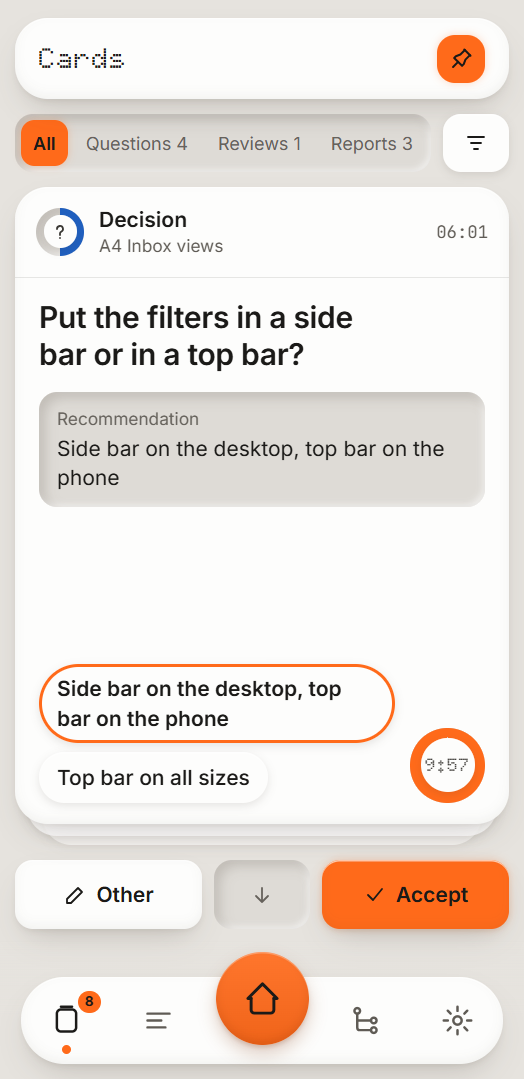 Cards
All
Questions 4
Reviews 1
Reports 3
?
Decision
A4 Inbox views
06:01
Put the filters in a side
bar or in a top bar?
Recommendation
Side bar on the desktop, top bar on the
phone
Side bar on the desktop, top
bar on the phone
Top bar on all sizes
9:57
Other
Accept
8